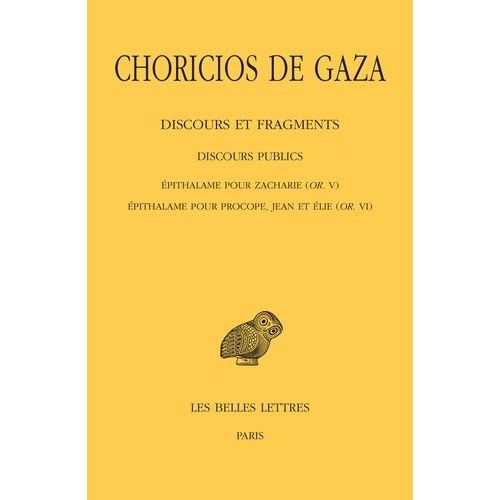 CHORICIOS DE GAZA
DISCOURS ET FRAGMENTS
DISCOURS PUBLICS
ÉPITHALAME POUR ZACHARIE (OR. V)
ÉPITHALAME POUR PROCOPE, JEAN ET ÉLIE (OR. VI)
LES BELLES LETTRES
PARIS